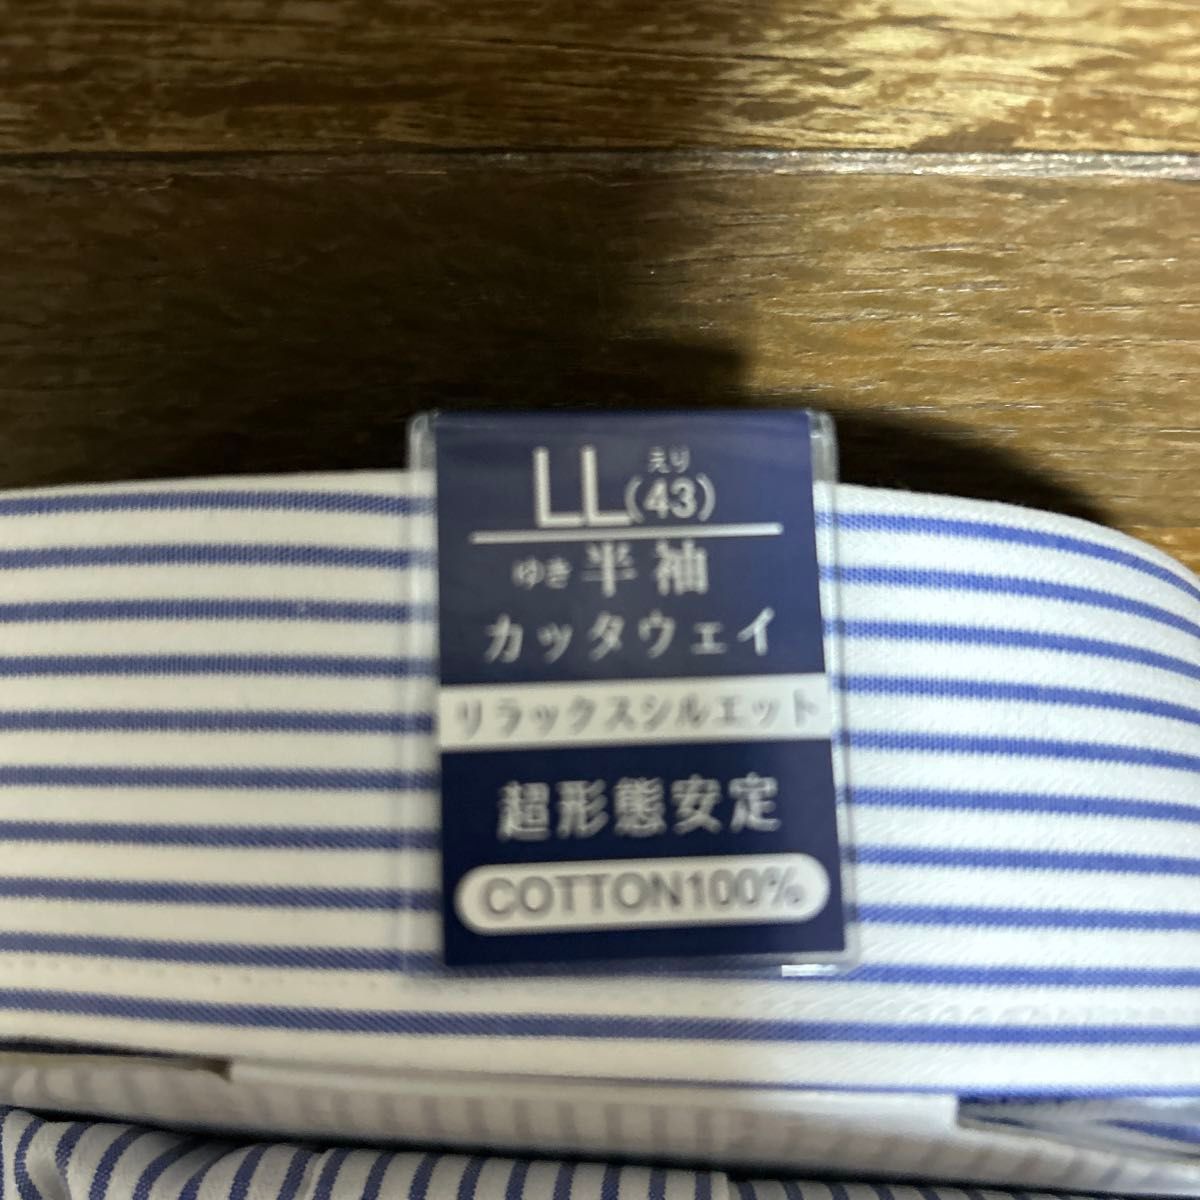 えり
LL(43)
ゆき 半袖
カッタウェイ
リラックスシルエット
超形態安定
COTTON100%